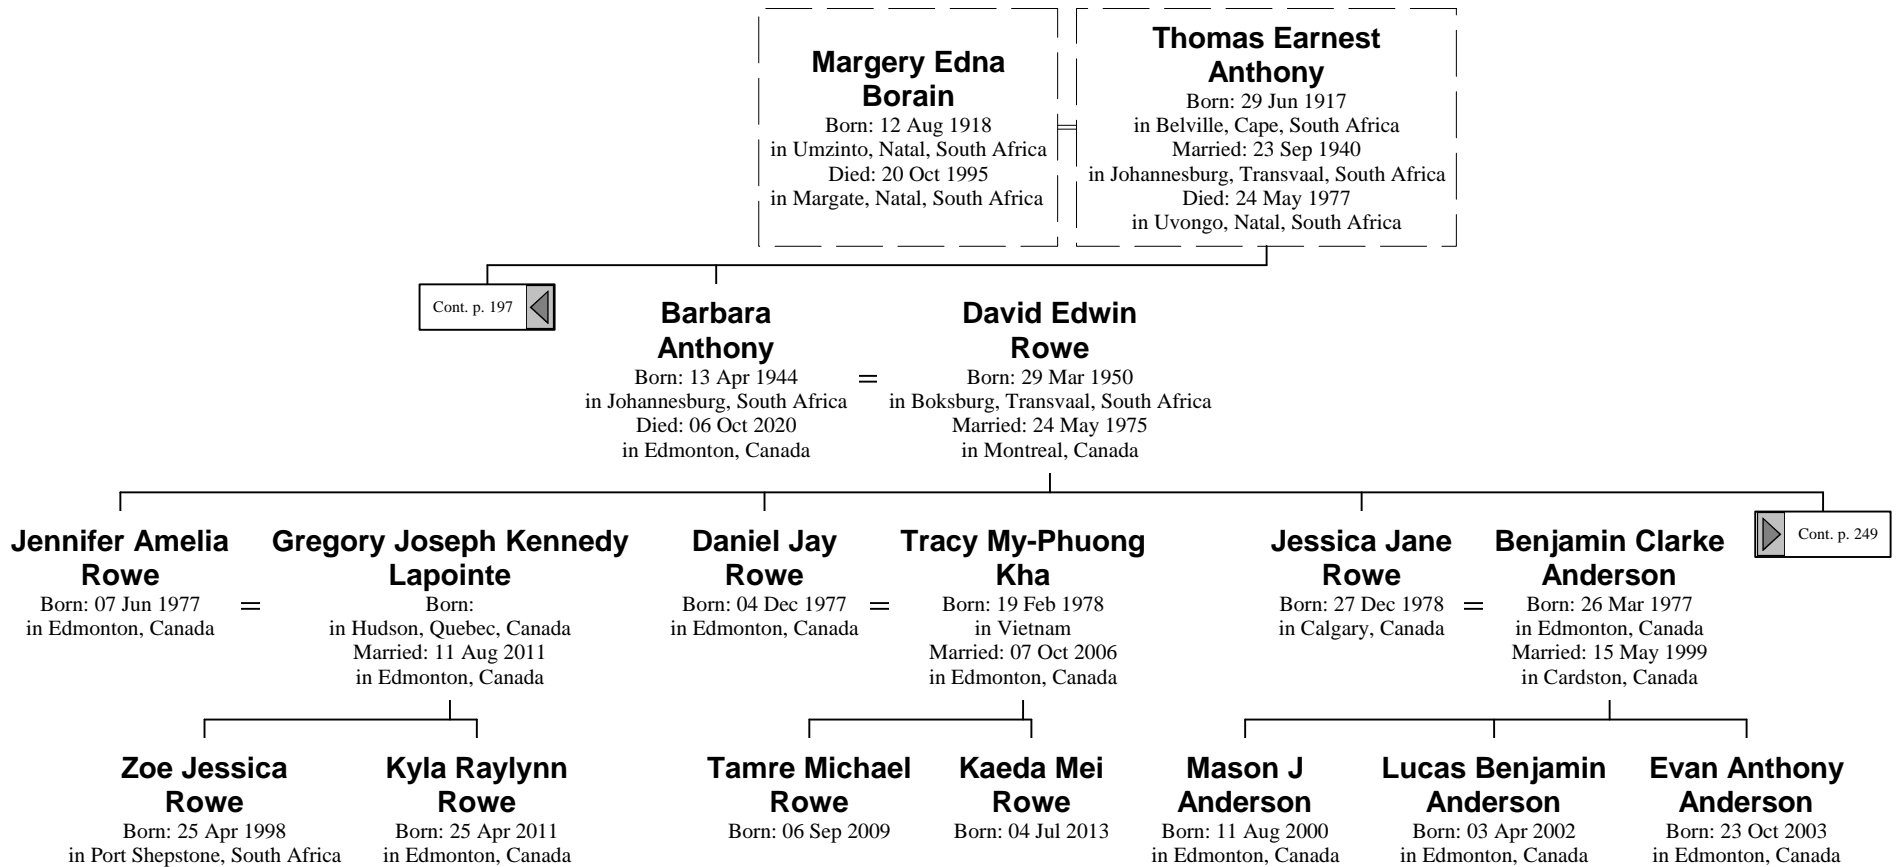 Margery Edna
Borain
Born: 12 Aug 1918
in Umzinto, Natal, South Africa
Died: 20 Oct 1995
in Margate, Natal, South Africa
Thomas Earnest
Anthony
Born: 29 Jun 1917
in Belville, Cape, South Africa
Married: 23 Sep 1940
in Johannesburg, Transvaal, South Africa
Died: 24 May 1977
in Uvongo, Natal, South Africa
Cont. p. 197
Barbara
Anthony
Born: 13 Apr 1944
in Johannesburg, South Africa
Died: 06 Oct 2020
in Edmonton, Canada
=
David Edwin
Rowe
Born: 29 Mar 1950
in Boksburg, Transvaal, South Africa
Married: 24 May 1975
in Montreal, Canada
Jennifer Amelia
Rowe
Born: 07 Jun 1977
in Edmonton, Canada
=
Gregory Joseph Kennedy
Lapointe
Born:
in Hudson, Quebec, Canada
Married: 11 Aug 2011
in Edmonton, Canada
Daniel Jay
Rowe
Born: 04 Dec 1977
in Edmonton, Canada
=
Tracy My-Phuong
Kha
Born: 19 Feb 1978
in Vietnam
Married: 07 Oct 2006
in Edmonton, Canada
Jessica Jane
Rowe
Born: 27 Dec 1978
in Calgary, Canada
=
Benjamin Clarke
Anderson
Born: 26 Mar 1977
in Edmonton, Canada
Married: 15 May 1999
in Cardston, Canada
Cont. p. 249
Zoe Jessica
Rowe
Born: 25 Apr 1998
in Port Shepstone, South Africa
Kyla Raylynn
Rowe
Born: 25 Apr 2011
in Edmonton, Canada
Tamre Michael
Rowe
Born: 06 Sep 2009
Kaeda Mei
Rowe
Born: 04 Jul 2013
Mason J
Anderson
Born: 11 Aug 2000
in Edmonton, Canada
Lucas Benjamin
Anderson
Born: 03 Apr 2002
in Edmonton, Canada
Evan Anthony
Anderson
Born: 23 Oct 2003
in Edmonton, Canada